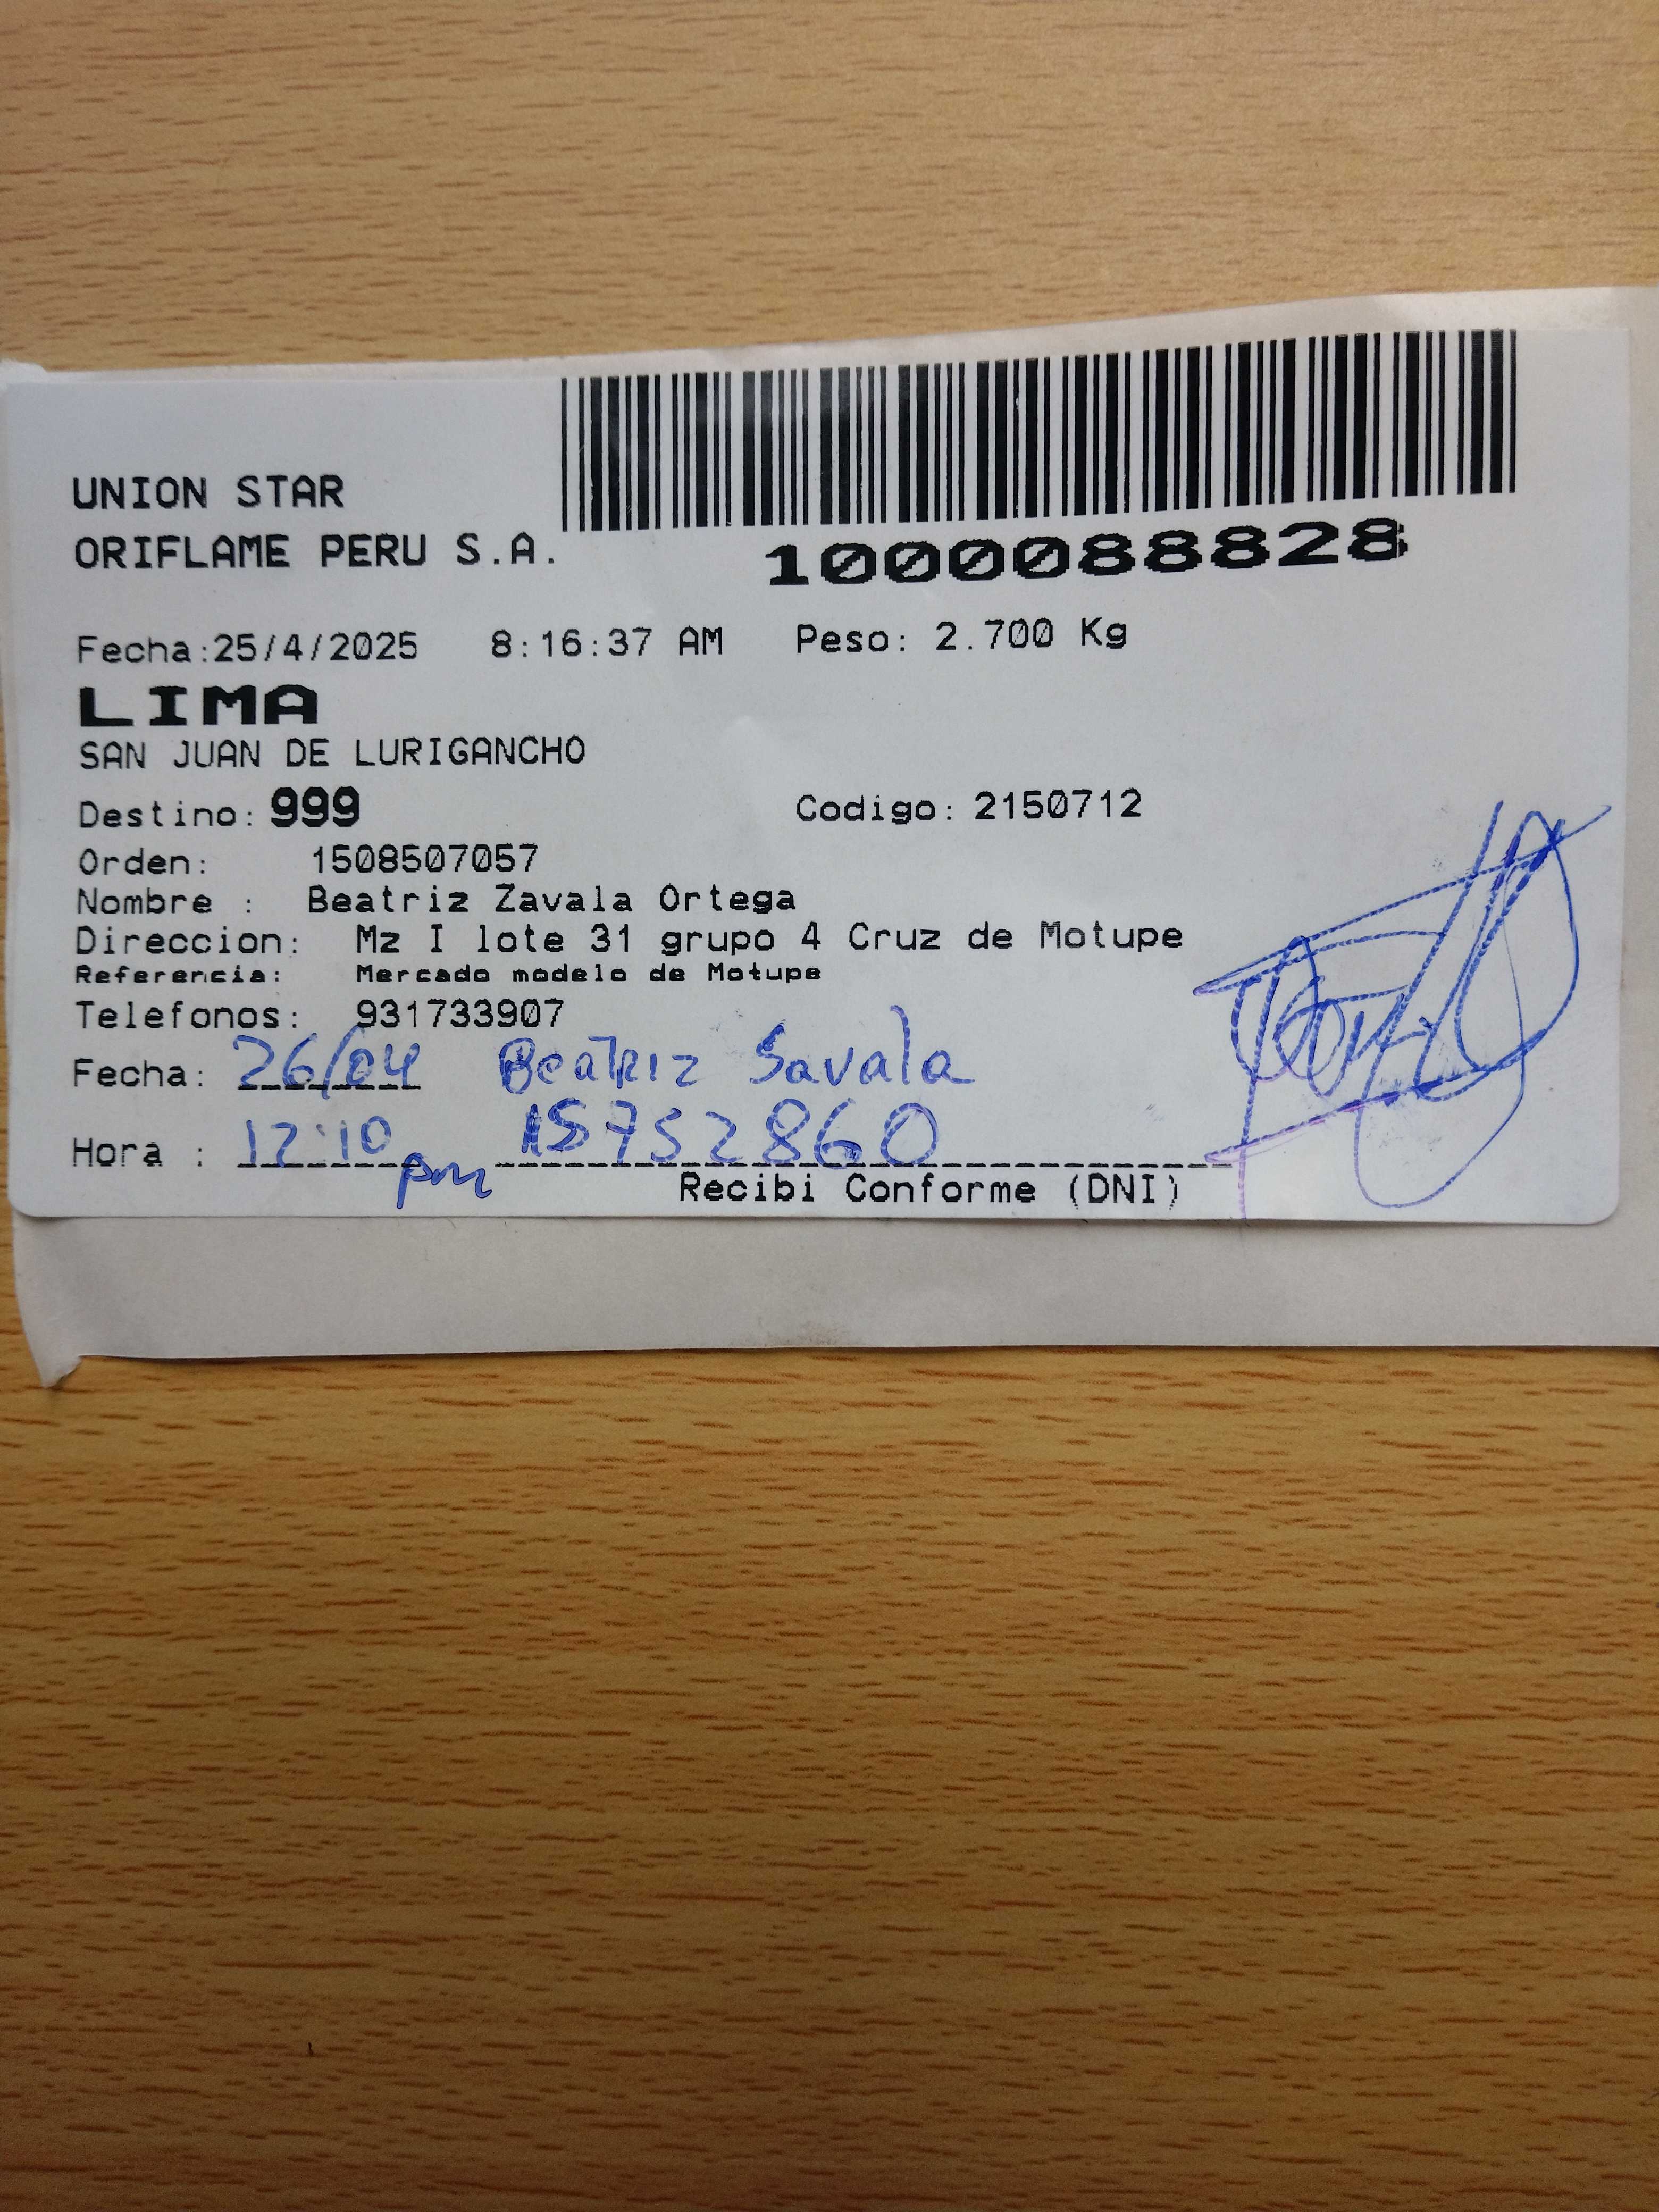 UNION STAR
ORIFLAME PERU S.A.
1000088828
Fecha:25/4/2025 8:16:37 AM Peso: 2.700 Kg
LIMA
SAN JUAN DE LURIGANCHO
Destino: 999 Codigo: 2150712
Orden: 1508507057
Nombre : Beatriz Zavala Ortega
Direccion: Mz I lote 31 grupo 4 Cruz de Motupe
Referencia: Mercado modelo de Motupe
Telefonos: 931733907
Fecha: 26/04 Beatriz Savala
Hora : 12:10 pm 15752860
Recibi Conforme (DNI)